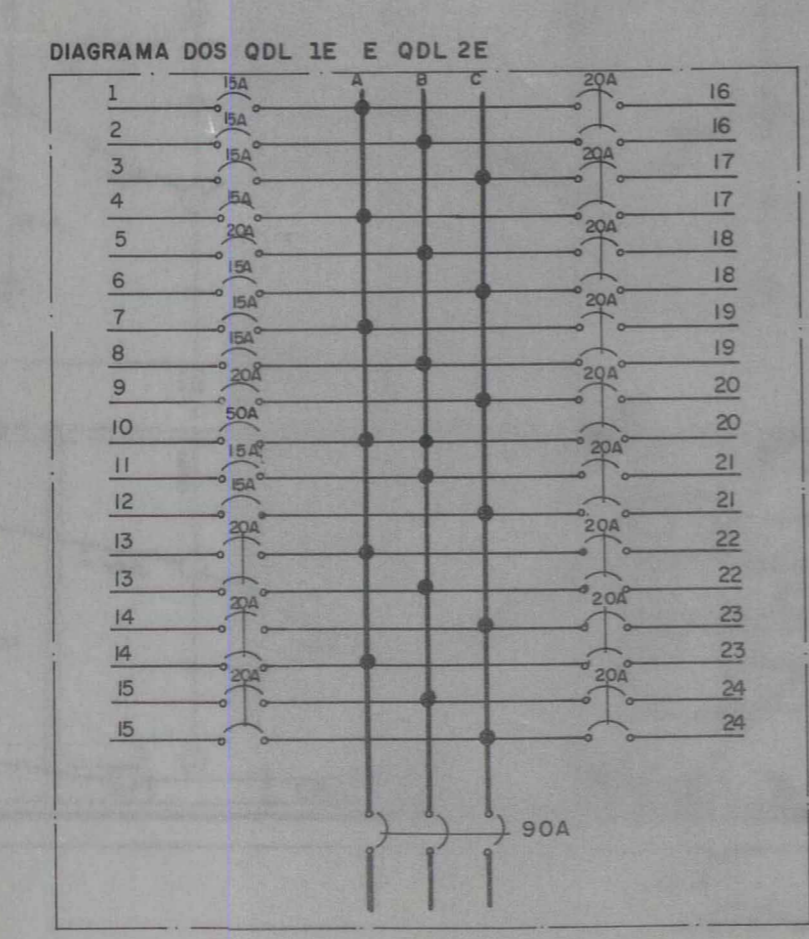 DIAGRAMA DOS QDL 1E E QDL 2E
A B C
1 15A 20A 16
2 15A 16
3 15A 20A 17
4 15A 17
5 20A 20A 18
6 15A 18
7 15A 20A 19
8 15A 19
9 20A 20A 20
10 50A 20
11 15A 20A 21
12 15A 21
13 20A 20A 22
13 22
14 20A 20A 23
14 23
15 20A 20A 24
15 24
90A